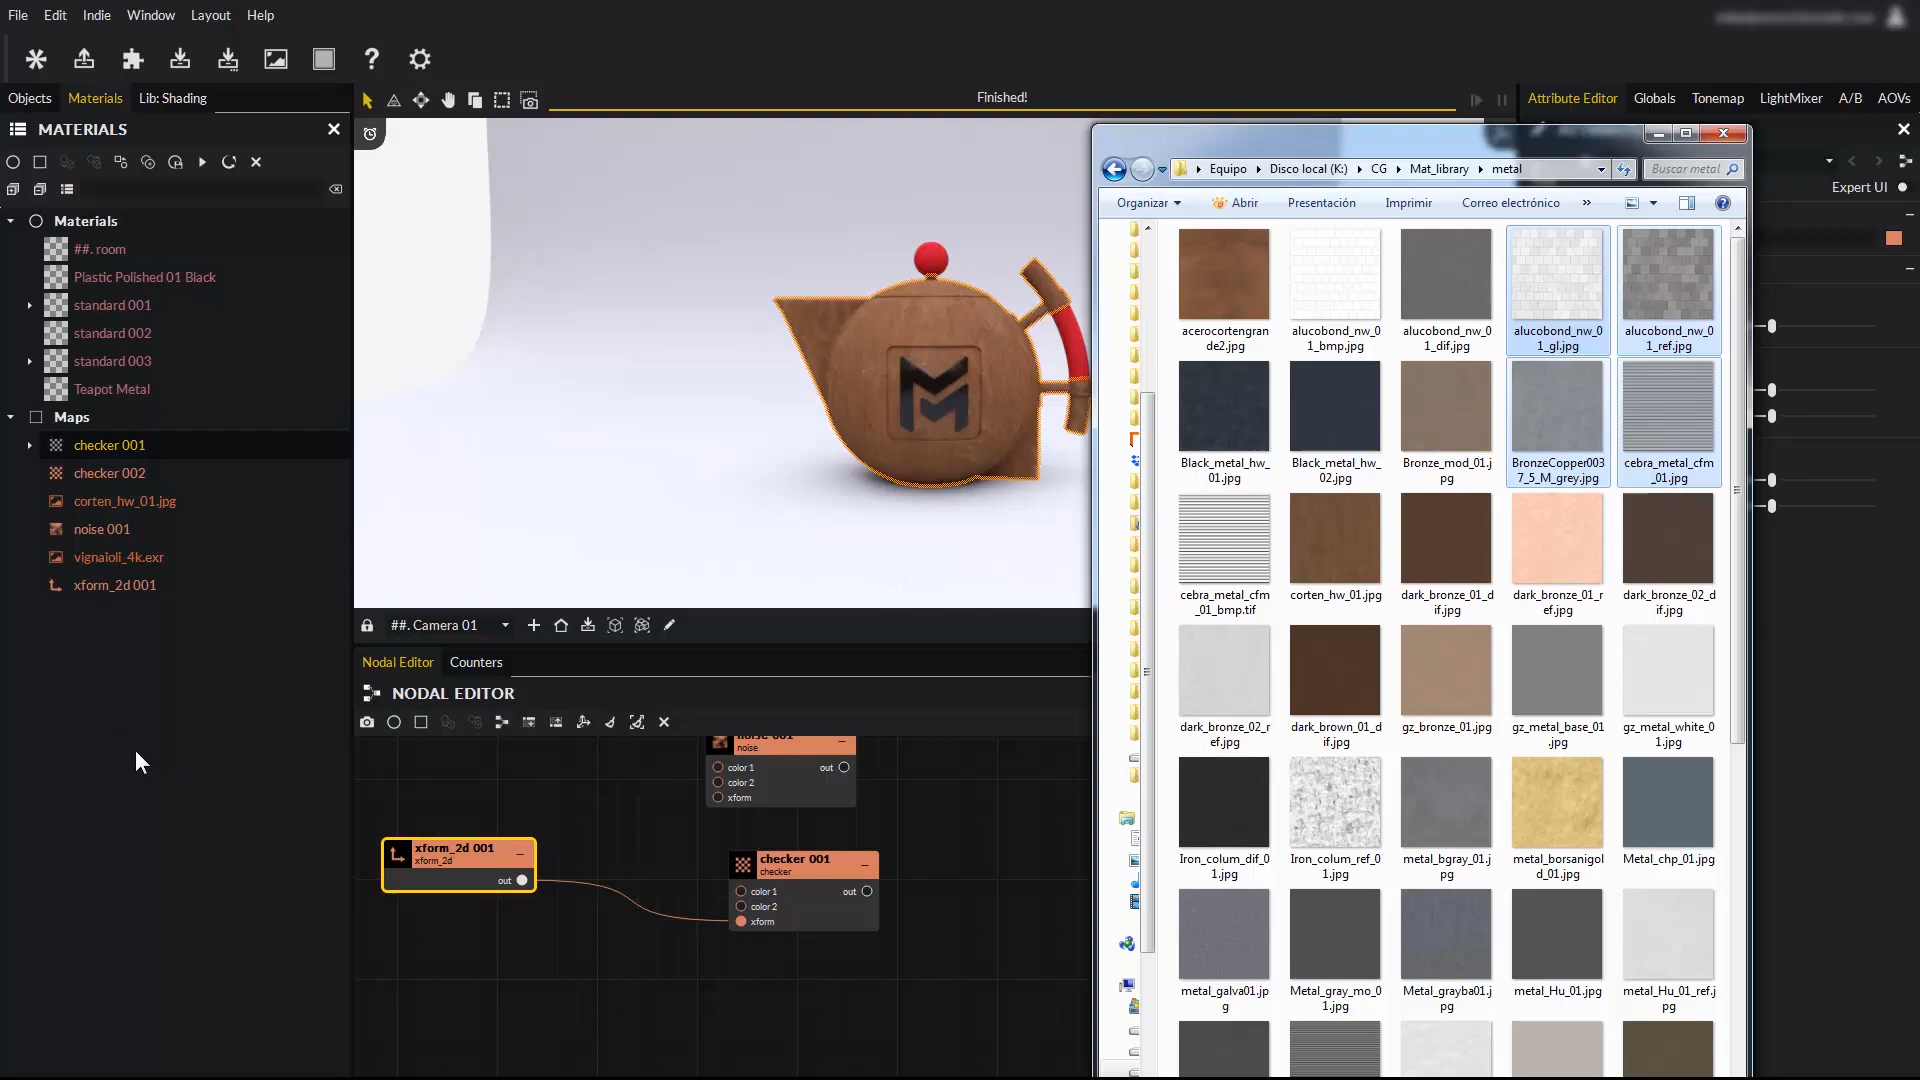 File Edit Indie Window Layout Help
Objects Materials Lib: Shading
Finished!
Attribute Editor Globals Tonemap LightMixer A/B AOVs
MATERIALS
Expert UI
Materials
##. room
Plastic Polished 01 Black
standard 001
standard 002
standard 003
Teapot Metal
Maps
checker 001
checker 002
corten_hw_01.jpg
noise 001
vignaioli_4k.exr
xform_2d 001
##. Camera 01
Nodal Editor Counters
NODAL EDITOR
noise 001
noise
color 1 out
color 2
xform
xform_2d 001
xform_2d
out
checker 001
checker
color 1 out
color 2
xform
Equipo Disco local (K:) CG Mat_library metal
Buscar metal
Organizar Abrir Presentación Imprimir Correo electrónico »
acerocortengran
de2.jpg
alucobond_nw_0
1_bmp.jpg
alucobond_nw_0
1_dif.jpg
alucobond_nw_0
1_gl.jpg
alucobond_nw_0
1_ref.jpg
Black_metal_hw_
01.jpg
Black_metal_hw_
02.jpg
Bronze_mod_01.j
pg
BronzeCopper003
7_5_M_grey.jpg
cebra_metal_cfm
_01.jpg
cebra_metal_cfm
_01_bmp.tif
corten_hw_01.jpg
dark_bronze_01_d
if.jpg
dark_bronze_01_r
ef.jpg
dark_bronze_02_d
if.jpg
dark_bronze_02_r
ef.jpg
dark_brown_01_d
if.jpg
gz_bronze_01.jpg
gz_metal_base_01
.jpg
gz_metal_white_0
1.jpg
Iron_colum_dif_0
1.jpg
Iron_colum_ref_0
1.jpg
metal_bgray_01.j
pg
metal_borsanigol
d_01.jpg
Metal_chp_01.jpg
metal_galva01.jp
g
Metal_gray_mo_0
1.jpg
Metal_grayba01.j
pg
metal_Hu_01.jpg
metal_Hu_01_ref.j
pg